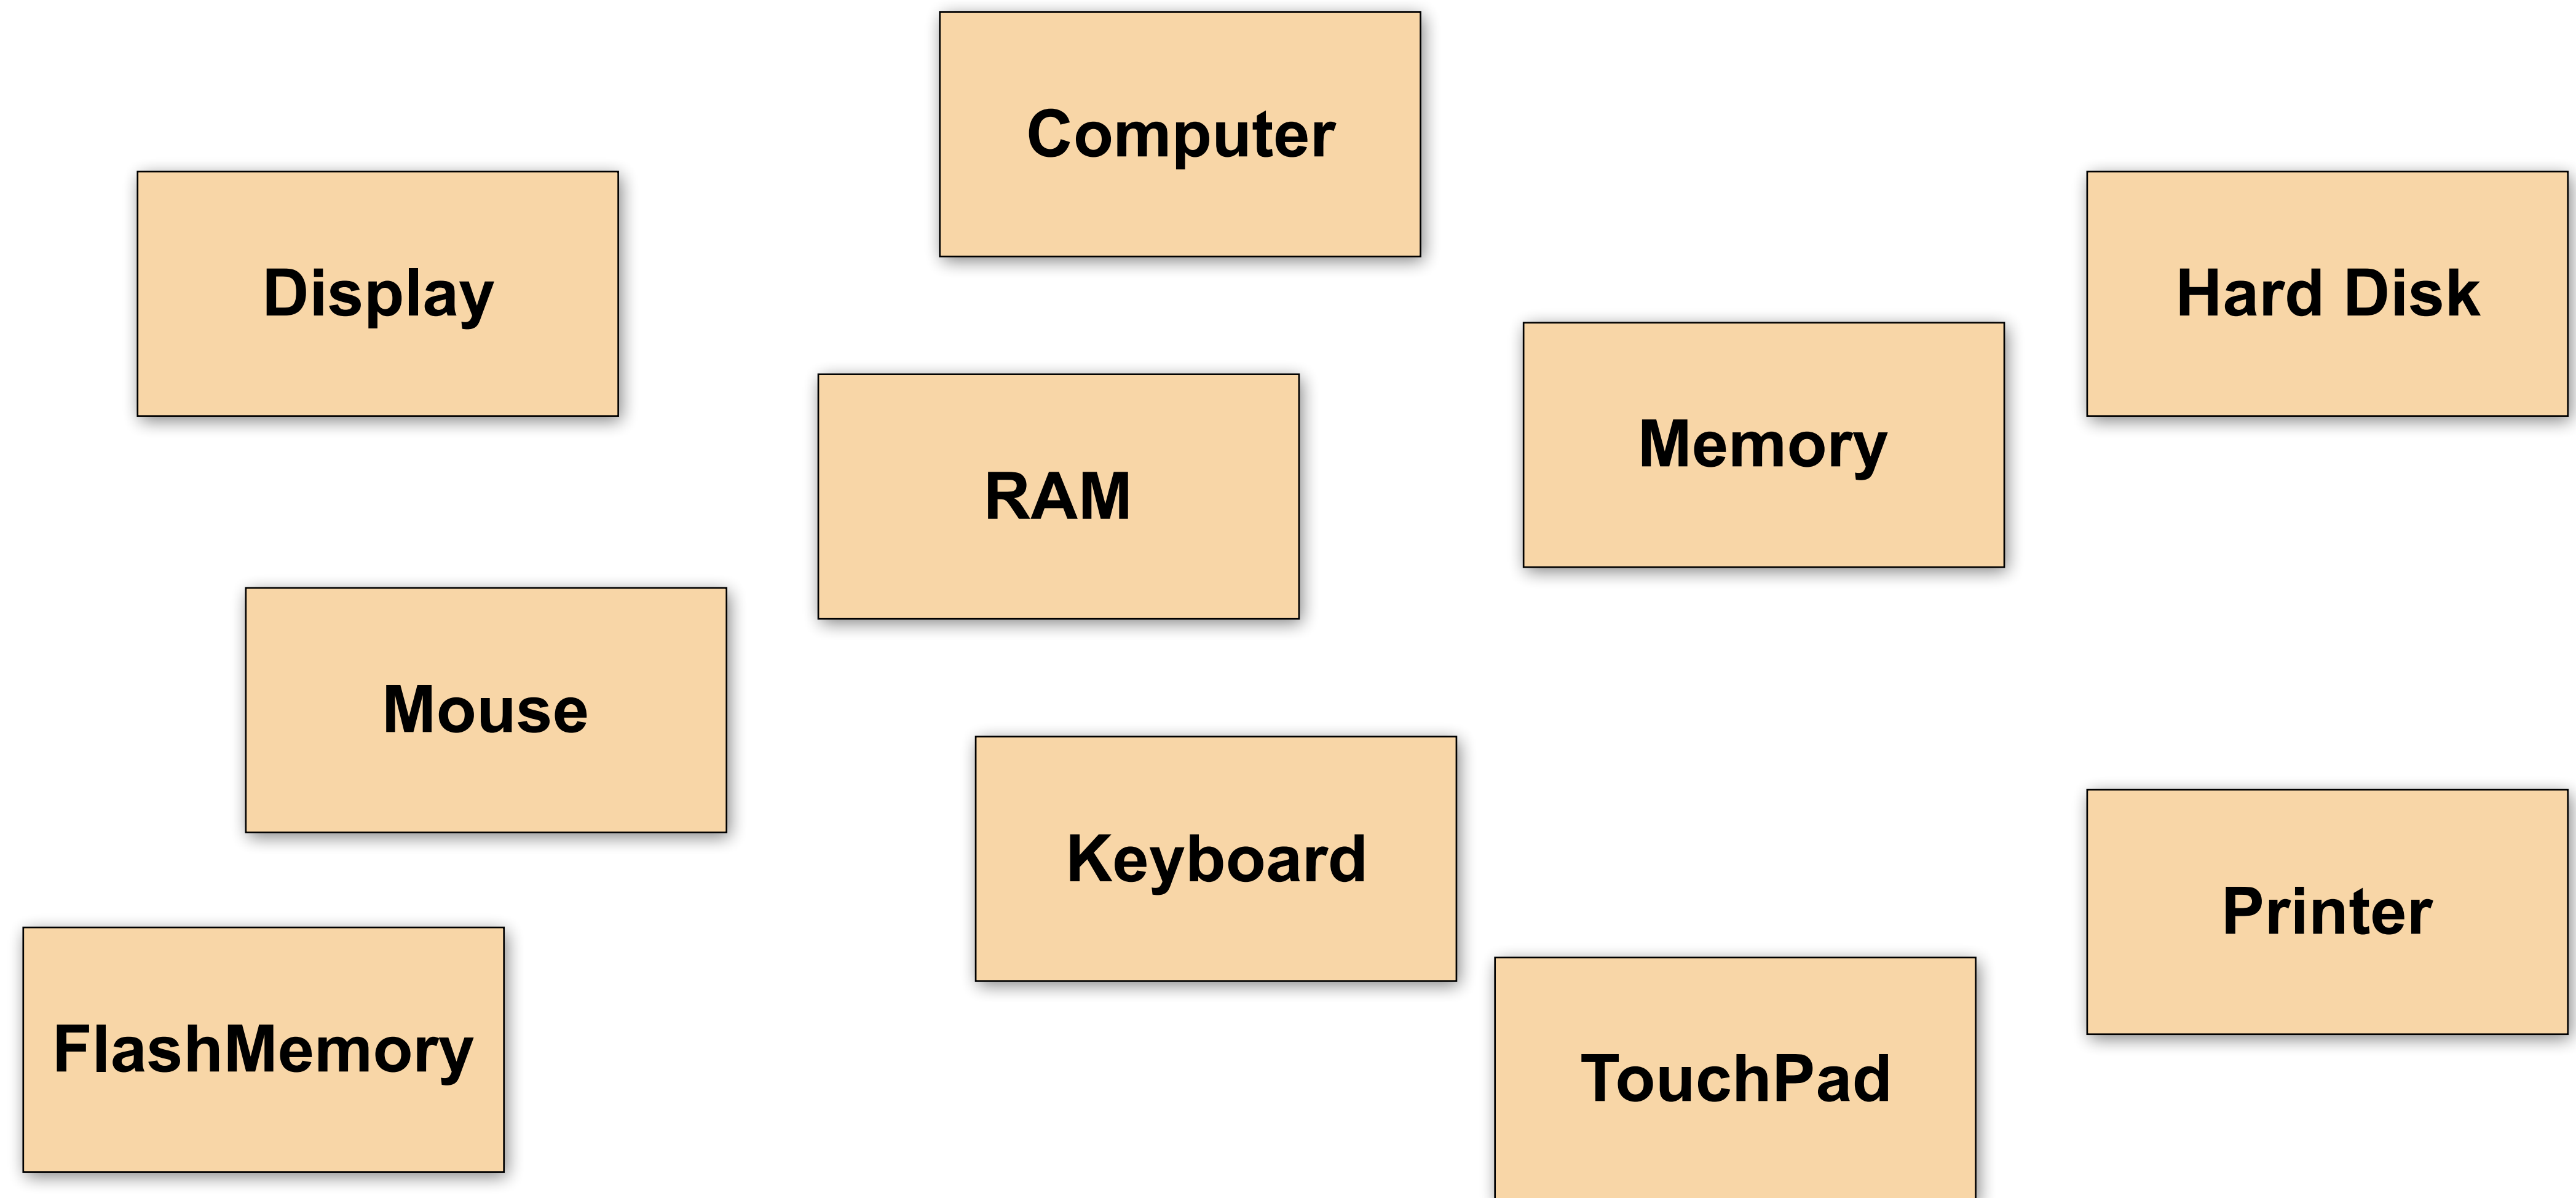 Computer
Display
Hard Disk
Memory
RAM
Mouse
Keyboard
Printer
FlashMemory
TouchPad